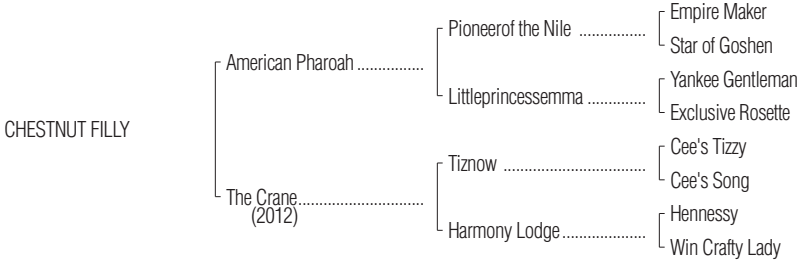 Empire Maker
Pioneerof the Nile ................
Star of Goshen
American Pharoah ................
Yankee Gentleman
Littleprincessemma ..............
Exclusive Rosette
CHESTNUT FILLY
Cee's Tizzy
Tiznow ..................................
Cee's Song
The Crane..............................
(2012)
Hennessy
Harmony Lodge....................
Win Crafty Lady